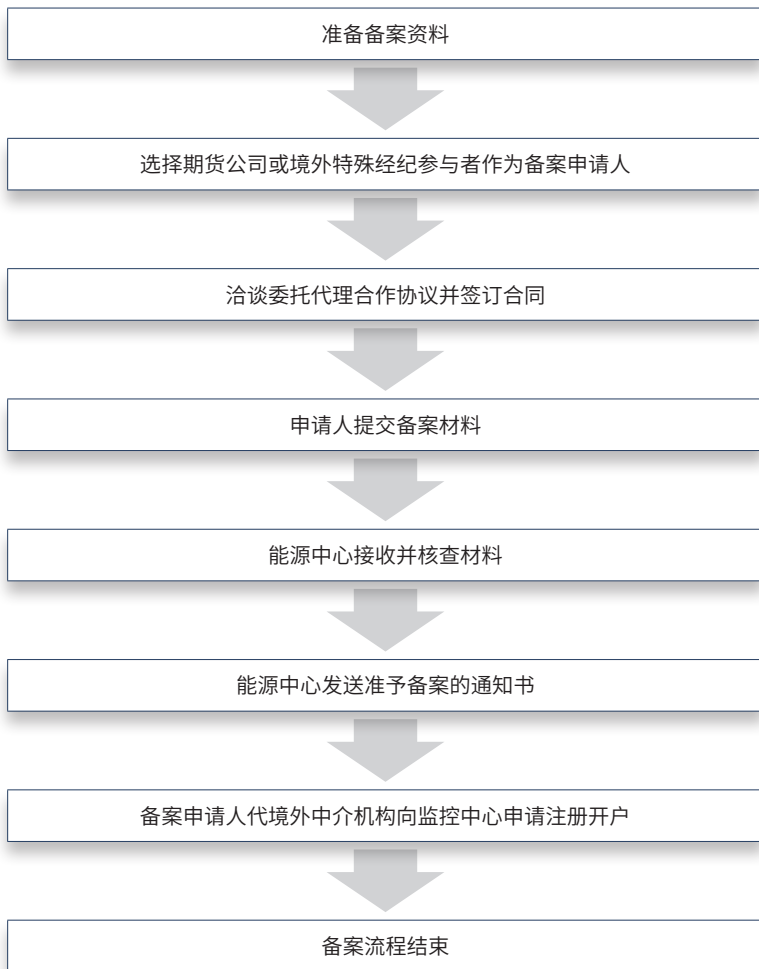 准备备案资料
选择期货公司或境外特殊经纪参与者作为备案申请人
洽谈委托代理合作协议并签订合同
申请人提交备案材料
能源中心接收并核查材料
能源中心发送准予备案的通知书
备案申请人代境外中介机构向监控中心申请注册开户
备案流程结束